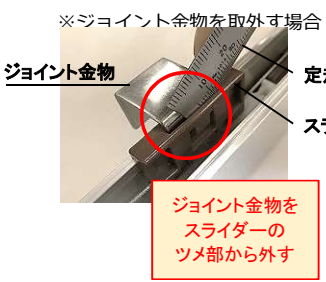 ※ジョイント金物を取外す場合
ジョイント金物
定
ス
ジョイント金物を
スライダーの
ツメ部から外す